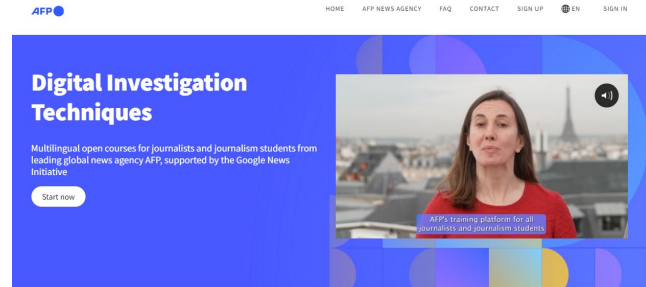 AFP
HOME AFP NEWS AGENCY FAQ CONTACT SIGN UP EN SIGN IN
Digital Investigation
Techniques
Multilingual open courses for journalists and journalism students from
leading global news agency AFP, supported by the Google News
Initiative
Start now
AFP's training platform for all
journalists and journalism students